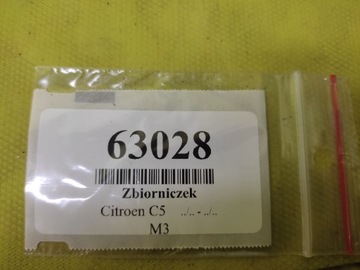 63028
Zbiorniczek
Citroen C5 ../.. - ../..
M3